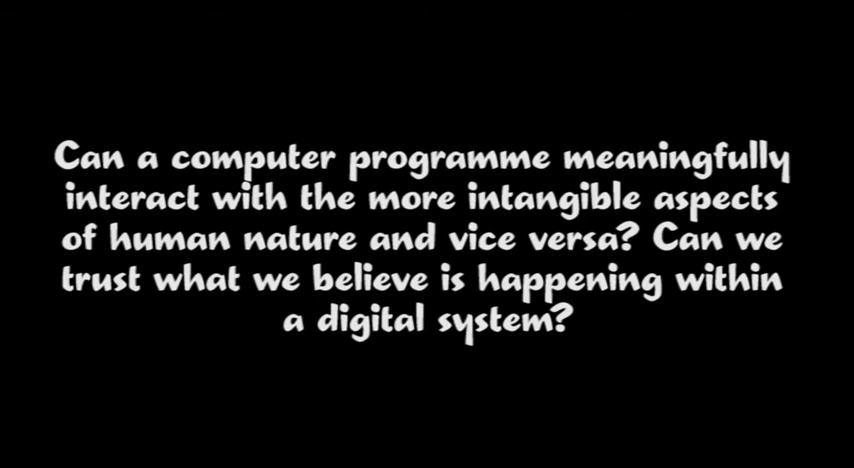 Can a computer programme meaningfully
interact with the more intangible aspects
of human nature and vice versa? Can we
trust what we believe is happening within
a digital system?